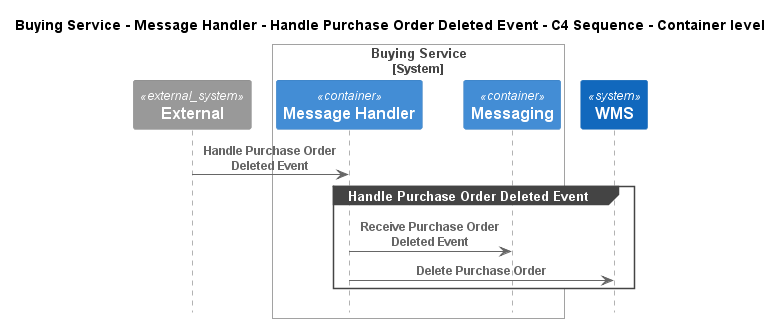 Buying Service - Message Handler - Handle Purchase Order Deleted Event - C4 Sequence - Container level
Buying Service
[System]
«external_system»
External
«container»
Message Handler
«container»
Messaging
«system»
WMS
Handle Purchase Order
Deleted Event
Handle Purchase Order Deleted Event
Receive Purchase Order
Deleted Event
Delete Purchase Order